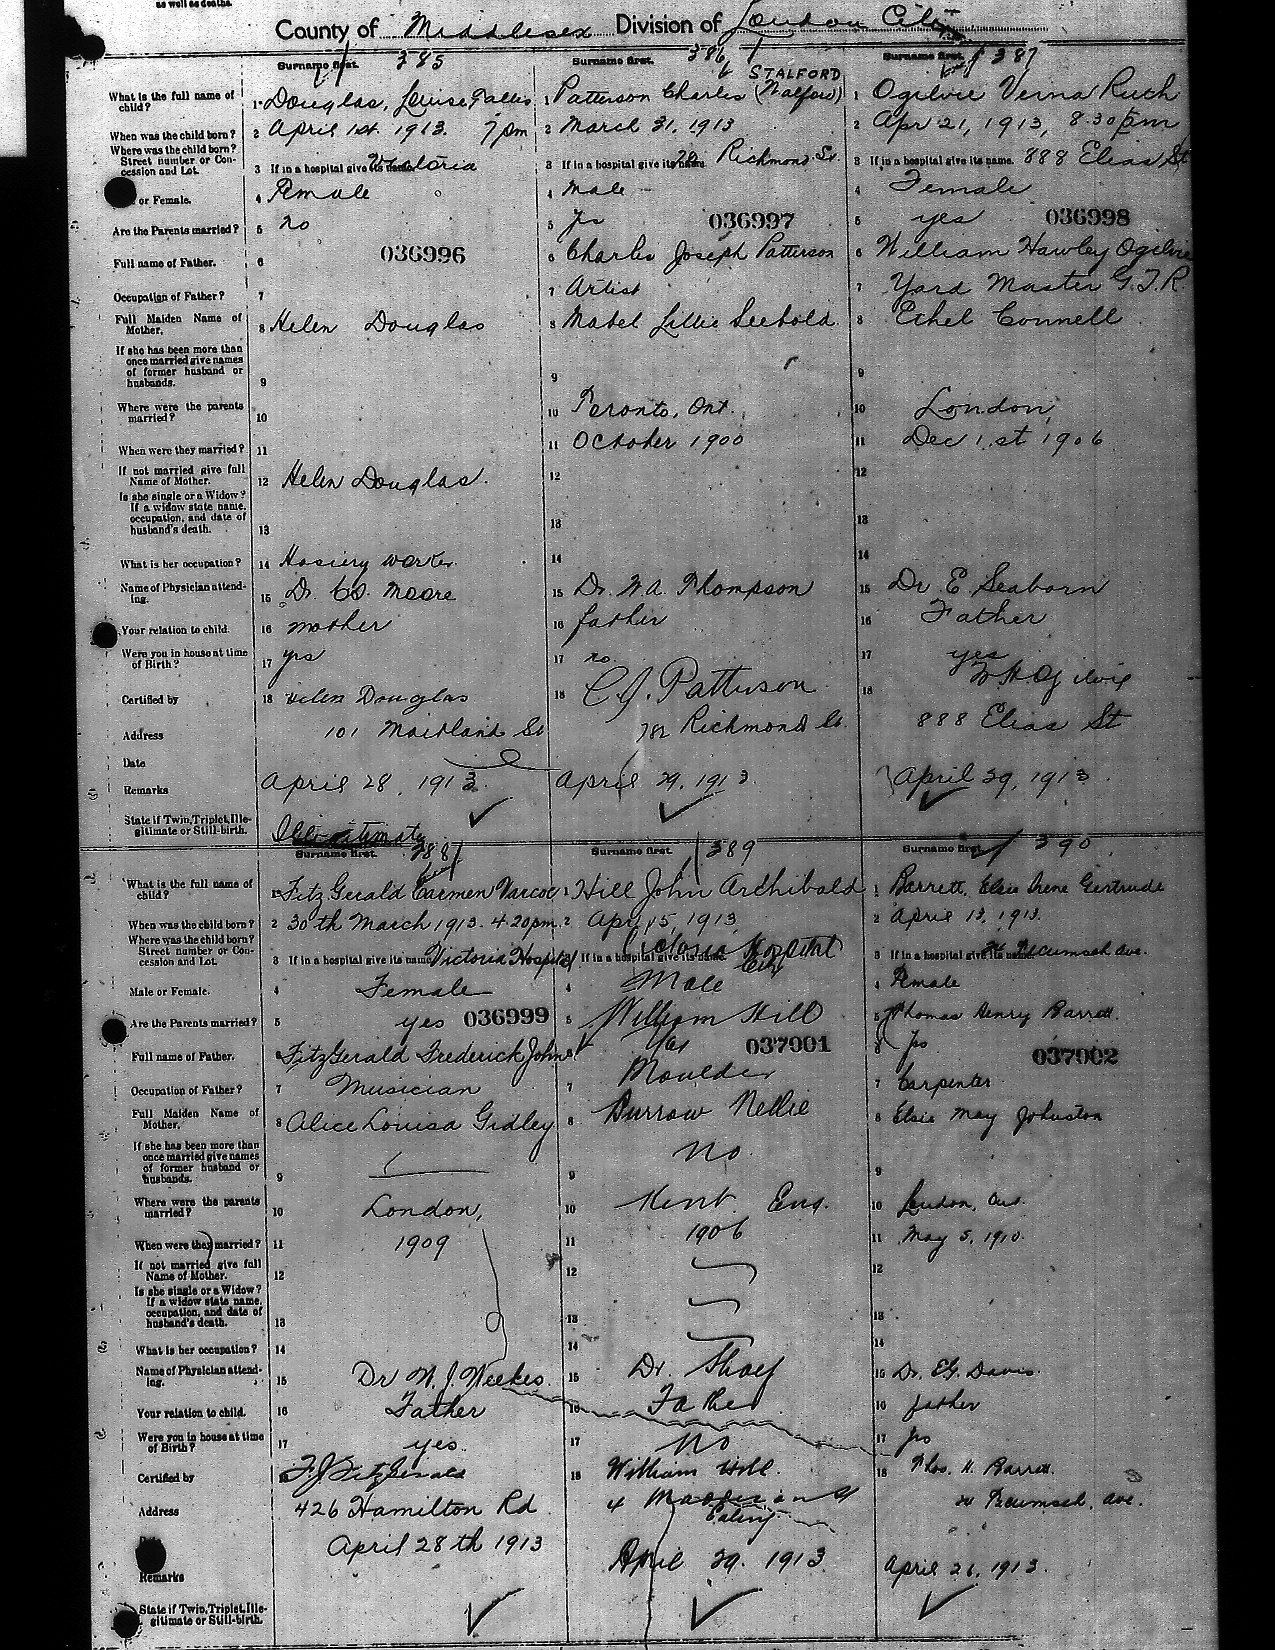 as well as deaths.
County of Middlesex Division of London City
Surname first. 385
Surname first. 386
Surname first. 387
What is the full name of child?
1 Douglas, Louise
1 Patterson Charles (Walford) STALFORD
1 Ogilvie Verna Ruth
When was the child born?
2 April 1st. 1913. 7 pm
2 March 31, 1913
2 Apr 21, 1913, 8.30 pm
Where was the child born? Street number or Concession and Lot.
3 If in a hospital give its name. Victoria
3 If in a hospital give its name. Richmond St.
3 If in a hospital give its name. 888 Elias St
or Female.
4 Female
4 Male
4 Female
Are the Parents married?
5 no
5 Yes 036997
5 yes 036998
036996
Full name of Father.
6
6 Charles Joseph Patterson
6 William Hawley Ogilvie
Occupation of Father?
7
7 Artist
7 Yard Master G.T.R.
Full Maiden Name of Mother.
8 Helen Douglas
8 Mabel Lillie Seebold
8 Ethel Connell
If she has been more than once married give names of former husband or husbands.
9
9
9
Where were the parents married?
10
10 Toronto, Ont.
10 London,
When were they married?
11
11 October 1900
11 Dec 1st 1906
If not married give full Name of Mother.
12 Helen Douglas.
12
12
Is she single or a Widow? If a widow state name, occupation, and date of husband's death.
13
13
13
What is her occupation?
14 Hosiery worker
14
14
Name of Physician attending.
15 Dr. Moore
15 Dr. W.A. Thompson
15 Dr E. Seaborn
Your relation to child.
16 mother
16 father
16 Father
Were you in house at time of Birth?
17 yes
17 no.
17 yes
Certified by
18 Helen Douglas
18 C.J. Patterson
18 W H Ogilvie
Address
101 Maitland St
782 Richmond St
888 Elias St
Date
April 28, 1913
April 29, 1913
April 29, 1913
Remarks
State if Twin, Triplet, Illegitimate or Still-birth.
Illegitimate
Surname first. 388
Surname first. 389
Surname first. 390
What is the full name of child?
1 FitzGerald Carmen Varcoe
1 Hill John Archibald
1 Barrett, Elsie Irene Gertrude
When was the child born?
2 30th March 1913. 4.20 pm.
2 Apr 15, 1913
2 April 13, 1913.
Where was the child born? Street number or Concession and Lot.
3 If in a hospital give its name Victoria Hospital
3 If in a hospital give its name. Victoria Hospital City
3 If in a hospital give its name Tecumseh Ave.
Male or Female.
4 Female
4 Male
4 Female
Are the Parents married?
5 yes 036999
5 William Hill
5 Thomas Henry Barrett.
Full name of Father.
6 FitzGerald Frederick John
6 Yes 037001
6 Yes 037002
Occupation of Father?
7 Musician
7 Moulder
7 Carpenter
Full Maiden Name of Mother.
8 Alice Louisa Gidley
8 Burrow Nellie
8 Elsie May Johnston
If she has been more than once married give names of former husband or husbands.
9
9 no
9
Where were the parents married?
10 London,
10 Kent Eng.
10 London, Ont.
When were they married?
11 1909
11 1906
11 May 5, 1910.
If not married give full Name of Mother.
12
12
12
Is she single or a Widow? If a widow state name, occupation, and date of husband's death.
13
13
13
What is her occupation?
14
14
14
Name of Physician attending.
15 Dr W. J. Weekes.
15 Dr.
15 Dr. Davis.
Your relation to child.
16 Father
16 Father
16 father
Were you in house at time of Birth?
17 yes.
17 no
17 yes
Certified by
18 F.J. FitzGerald
18 William Hill.
18 Thos. H. Barrett.
Address
426 Hamilton Rd
4
Ealing
Tecumseh, ave.
April 28th 1913
April 29. 1913
April 26, 1913.
Remarks
State if Twin, Triplet, Illegitimate or Still-birth.